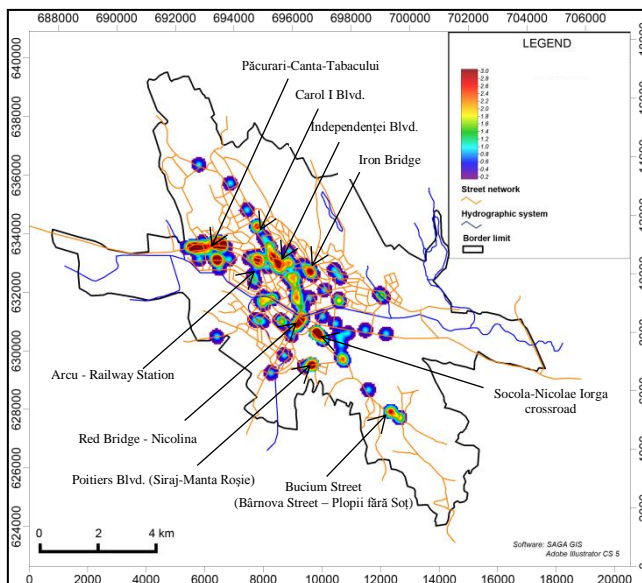 688000 690000 692000 694000 696000 698000 700000 702000 704000 706000
LEGEND
3.0
2.8
2.6
2.4
2.2
2.0
1.8
1.6
1.4
1.2
1.0
0.8
0.6
0.4
0.2
Street network
Hydrographic system
Border limit
Păcurari-Canta-Tabacului
Carol I Blvd.
Independenței Blvd.
Iron Bridge
640000
638000
636000
634000
632000
630000
628000
626000
624000
Arcu - Railway Station
Socola-Nicolae Iorga
crossroad
Red Bridge - Nicolina
Poitiers Blvd. (Siraj-Manta Roșie)
Bucium Street
(Bârnova Street – Plopii fără Soț)
0 2 4 km
Software: SAGA GIS
Adobe Illustrator CS 5
0 2000 4000 6000 8000 10000 12000 14000 16000 18000